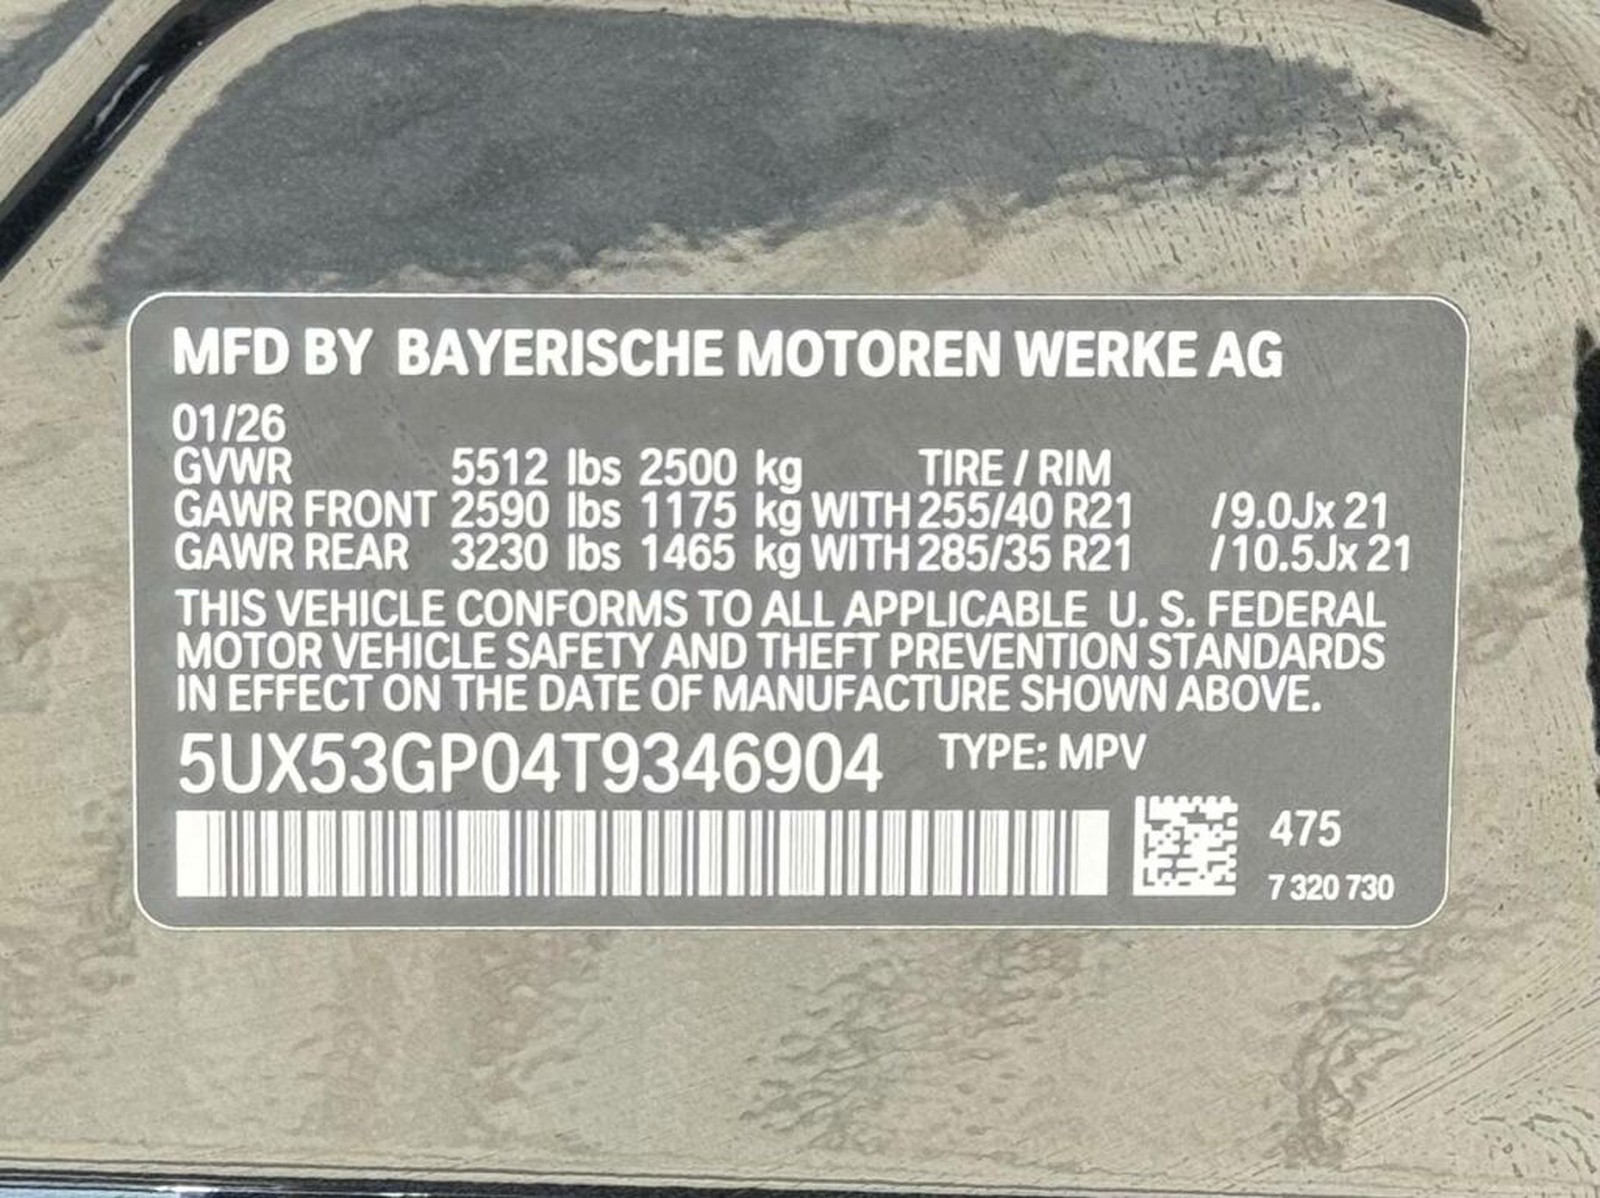 MFD BY BAYERISCHE MOTOREN WERKE AG
01/26
GVWR 5512 lbs 2500 kg TIRE / RIM
GAWR FRONT 2590 lbs 1175 kg WITH 255/40 R21 /9.0Jx 21
GAWR REAR 3230 lbs 1465 kg WITH 285/35 R21 /10.5Jx 21
THIS VEHICLE CONFORMS TO ALL APPLICABLE U. S. FEDERAL
MOTOR VEHICLE SAFETY AND THEFT PREVENTION STANDARDS
IN EFFECT ON THE DATE OF MANUFACTURE SHOWN ABOVE.
5UX53GP04T9346904 TYPE: MPV
475
7 320 730